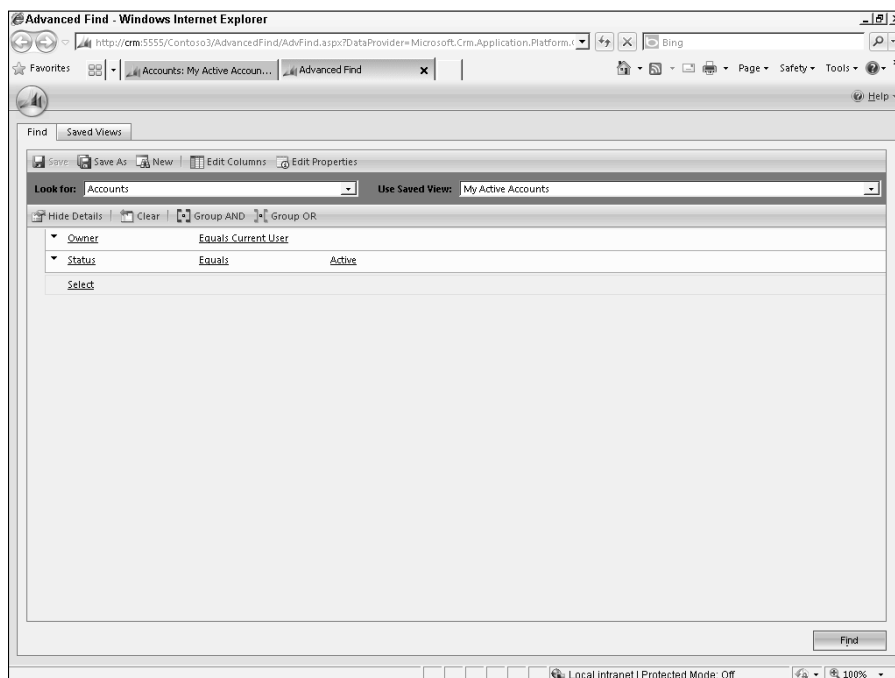 Advanced Find - Windows Internet Explorer
http://crm:5555/Contoso3/AdvancedFind/AdvFind.aspx?DataProvider=Microsoft.Crm.Application.Platform.(
Bing
Favorites
Accounts: My Active Accoun...
Advanced Find
Page
Safety
Tools
Help
Find
Saved Views
Save
Save As
New
Edit Columns
Edit Properties
Look for:
Accounts
Use Saved View:
My Active Accounts
Hide Details
Clear
Group AND
Group OR
Owner
Equals Current User
Status
Equals
Active
Select
Find
Local intranet | Protected Mode: Off
100%